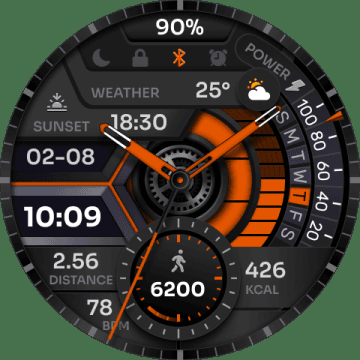 90%
POWER
WEATHER 25°
SUNSET 18:30
02-08
10:09
100 80 60 40 20
S M T W T F S
2.56
DISTANCE
78
BPM
6200
426
KCAL